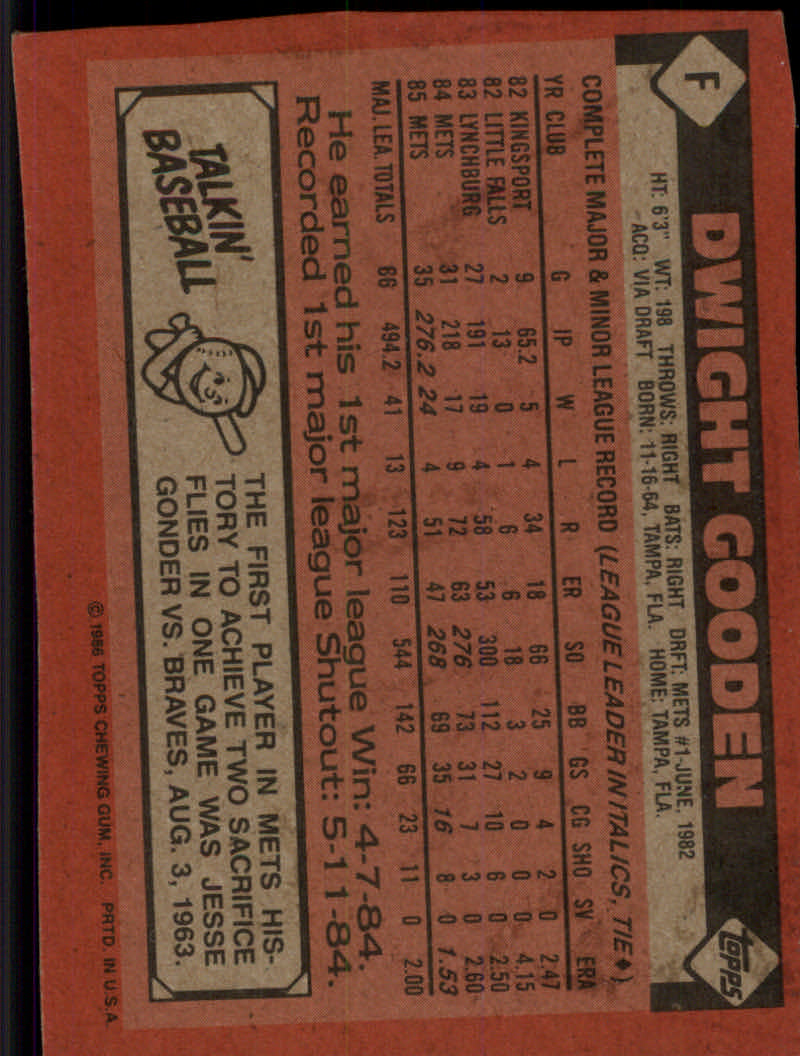 F
DWIGHT GOODEN
topps
HT: 6'3" WT: 198 THROWS: RIGHT BATS: RIGHT DRFT: METS #1-JUNE, 1982
ACQ: VIA DRAFT BORN: 11-16-64, TAMPA, FLA. HOME: TAMPA, FLA.
COMPLETE MAJOR & MINOR LEAGUE RECORD (LEAGUE LEADER IN ITALICS, TIE♦)
YR CLUB G IP W L R ER SO BB GS CG SHO SV ERA
82 KINGSPORT 9 65.2 5 4 34 18 66 25 9 4 2 0 2.47
82 LITTLE FALLS 2 13 0 1 6 6 18 3 2 0 0 0 4.15
83 LYNCHBURG 27 191 19 4 58 53 300 112 27 10 6 0 2.50
84 METS 31 218 17 9 72 63 276 73 31 7 3 0 2.60
85 METS 35 276.2 24 4 51 47 268 69 35 16 8 0 1.53
MAJ. LEA. TOTALS 66 494.2 41 13 123 110 544 142 66 23 11 0 2.00
He earned his 1st major league Win: 4-7-84.
Recorded 1st major league Shutout: 5-11-84.
TALKIN'
BASEBALL
THE FIRST PLAYER IN METS HIS-
TORY TO ACHIEVE TWO SACRIFICE
FLIES IN ONE GAME WAS JESSE
GONDER VS. BRAVES, AUG. 3, 1963.
© 1986 TOPPS CHEWING GUM, INC. PRTD. IN U.S.A.